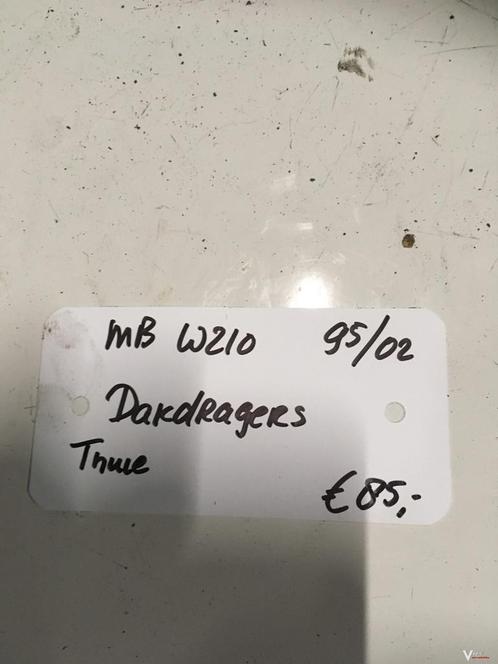 MB W210 95/02
Dakdragers
Thule
€85,-